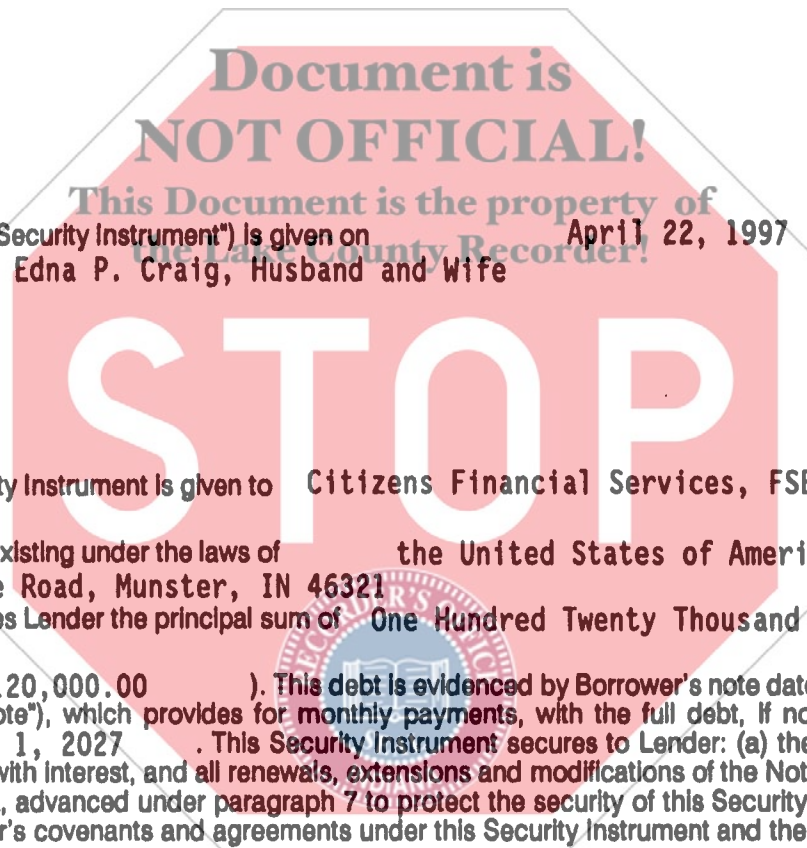 Document is
NOT OFFICIAL!
This Document is the property of
the Lake County Recorder!
Security Instrument") is given on April 22, 1997
Edna P. Craig, Husband and Wife
STOP
ty Instrument is given to Citizens Financial Services, FSB
xisting under the laws of the United States of Ameri
e Road, Munster, IN 46321
es Lender the principal sum of One Hundred Twenty Thousand
RECORDER'S OFFICE
120,000.00 ). This debt is evidenced by Borrower's note date
ote"), which provides for monthly payments, with the full debt, if no
1, 2027 . This Security Instrument secures to Lender: (a) the
with interest, and all renewals, extensions and modifications of the Not
, advanced under paragraph 7 to protect the security of this Security
r's covenants and agreements under this Security Instrument and the